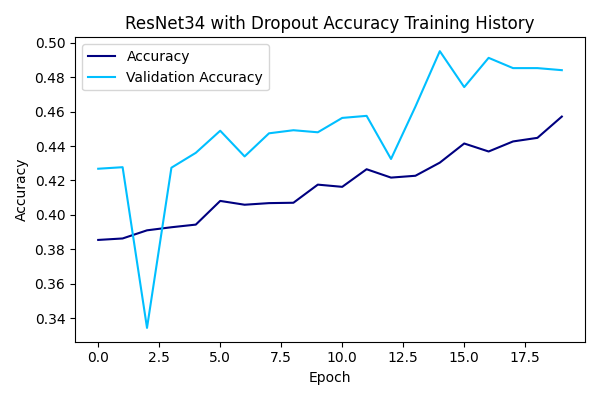 ResNet34 with Dropout Accuracy Training History
Accuracy
Validation Accuracy
0.50
0.48
0.46
0.44
0.42
0.40
0.38
0.36
0.34
Accuracy
0.0 2.5 5.0 7.5 10.0 12.5 15.0 17.5
Epoch